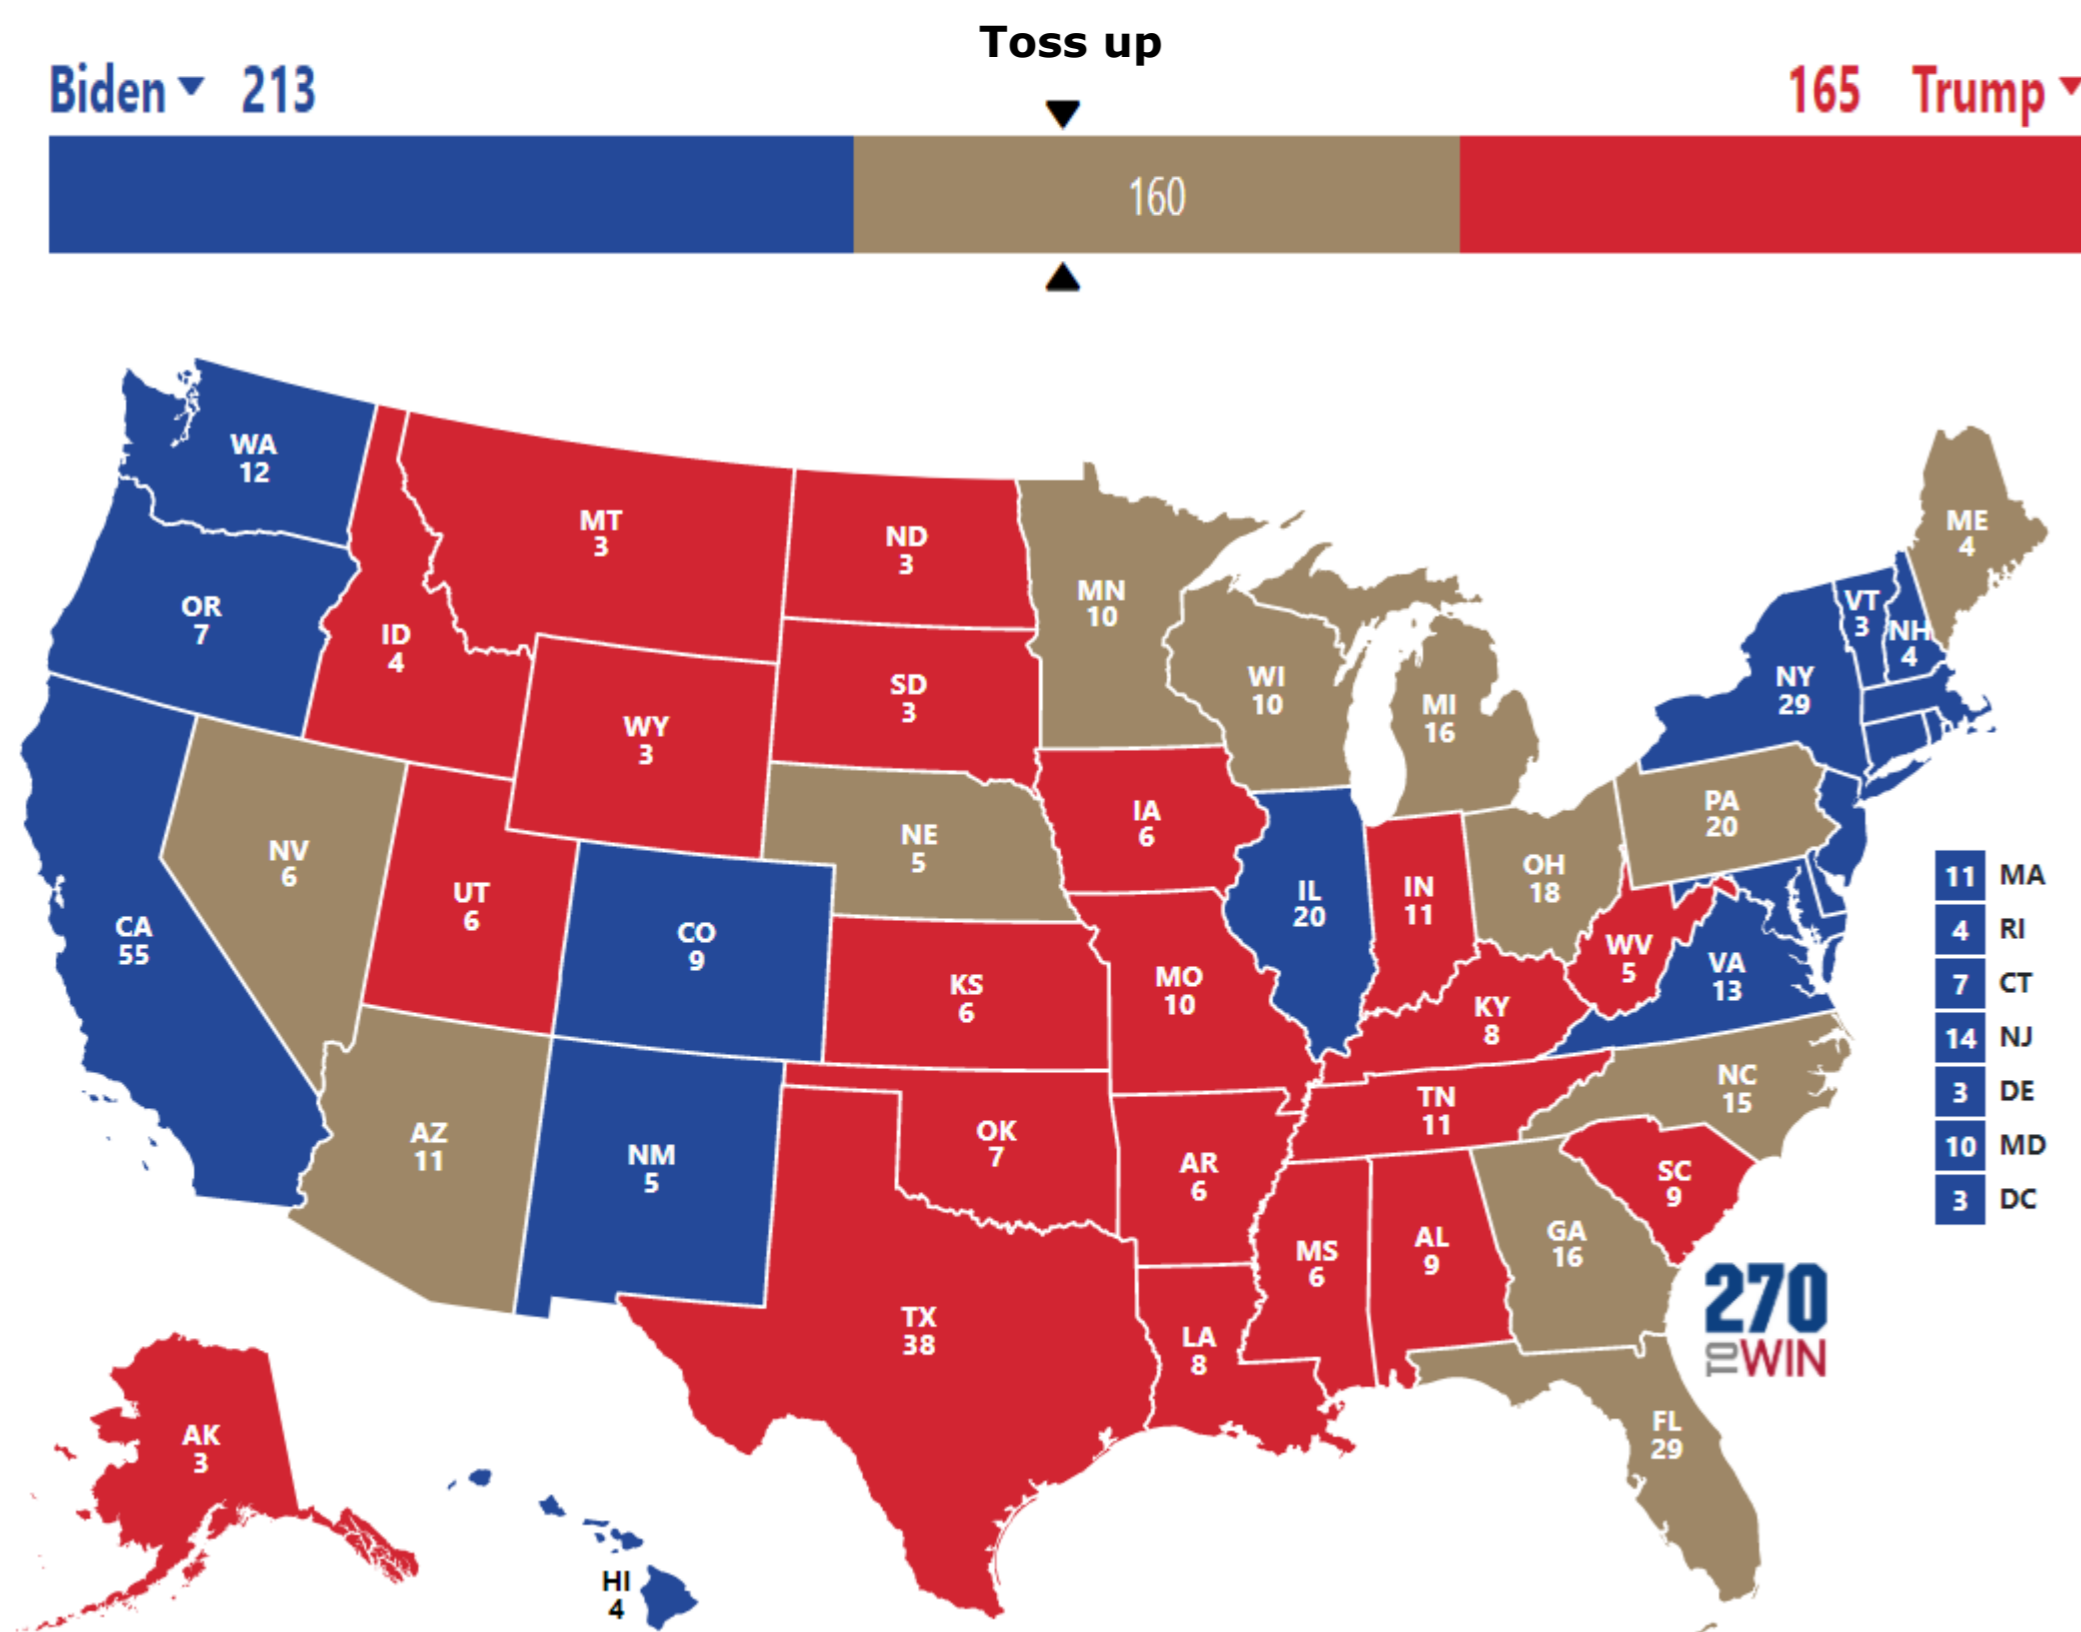 Toss up
Biden 213
165 Trump
160
WA
12
OR
7
CA
55
NV
6
ID
4
MT
3
WY
3
UT
6
CO
9
AZ
11
NM
5
ND
3
SD
3
NE
5
KS
6
OK
7
TX
38
MN
10
IA
6
MO
10
AR
6
LA
8
WI
10
IL
20
MI
16
IN
11
OH
18
KY
8
TN
11
MS
6
AL
9
GA
16
FL
29
SC
9
NC
15
VA
13
WV
5
PA
20
NY
29
VT
3
NH
4
ME
4
11 MA
4 RI
7 CT
14 NJ
3 DE
10 MD
3 DC
AK
3
HI
4
270
TO WIN